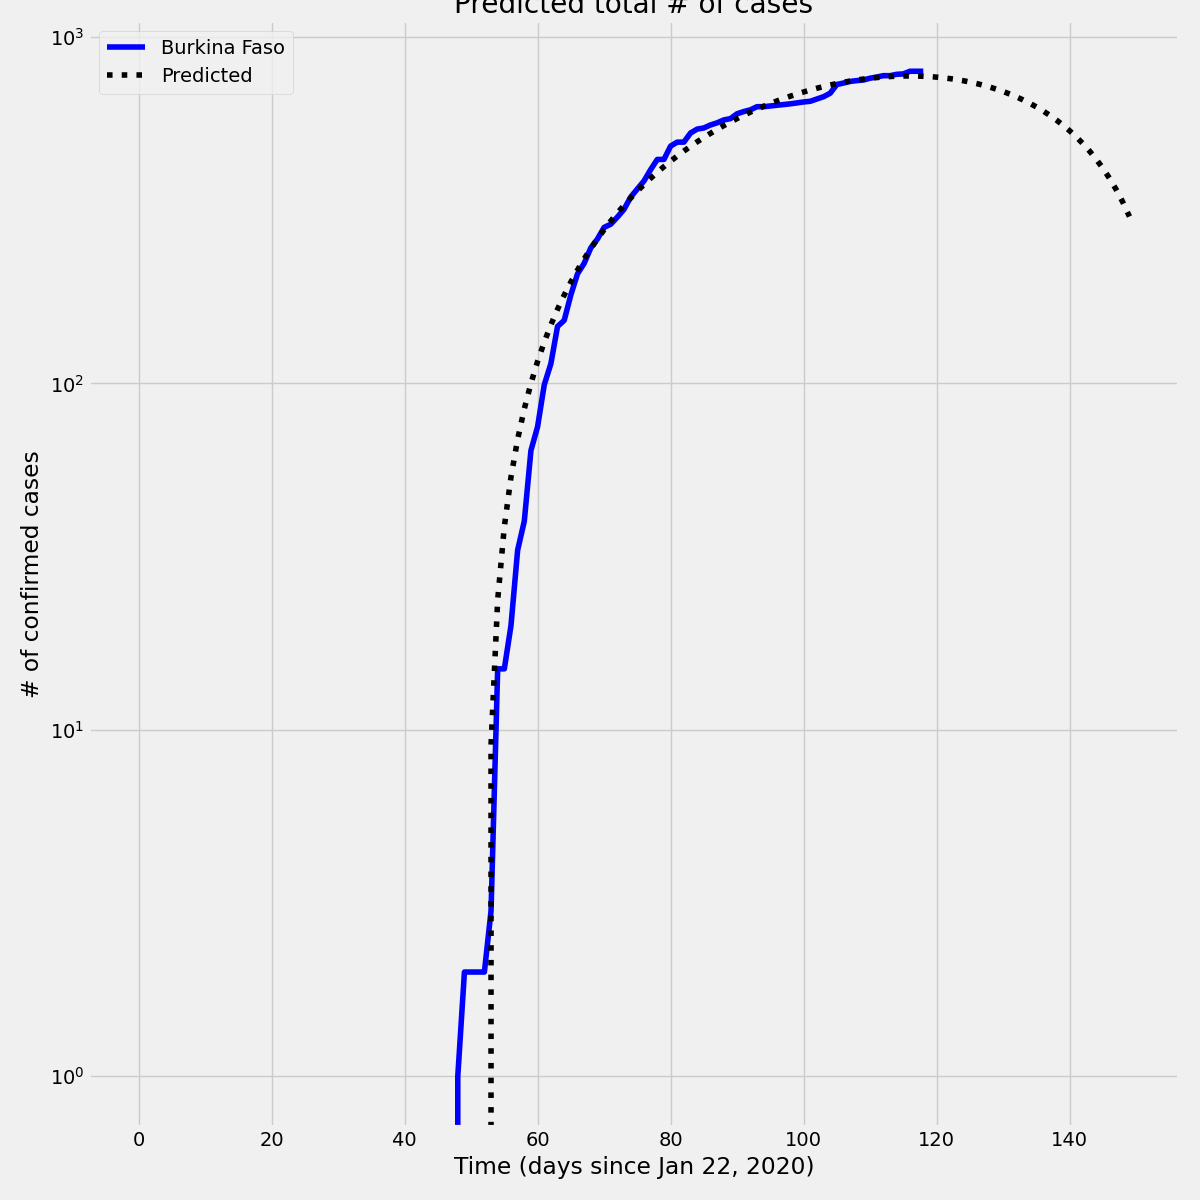 Predicted total # of cases
10³
Burkina Faso
Predicted
10²
# of confirmed cases
10¹
10⁰
0 20 40 60 80 100 120 140
Time (days since Jan 22, 2020)